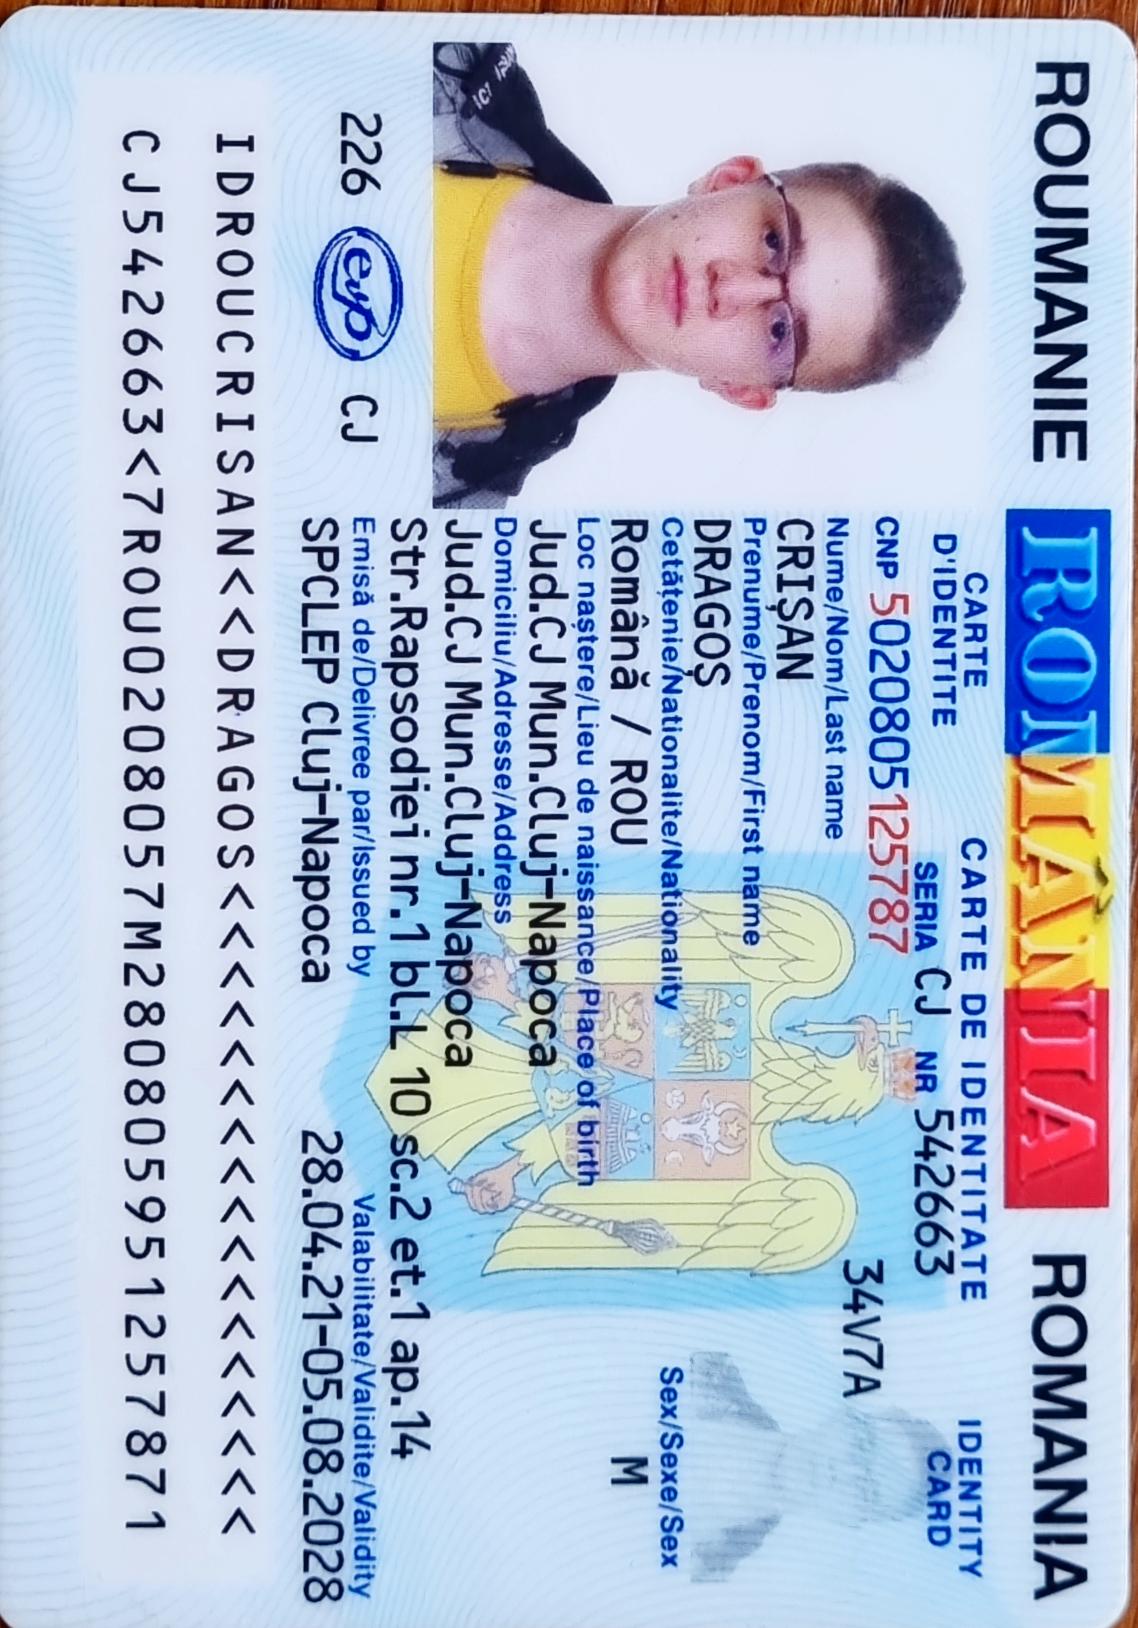 ROUMANIE ROMÂNIA ROMANIA
CARTE D'IDENTITE CARTE DE IDENTITATE IDENTITY CARD
SERIA CJ NR 542663
CNP 5020805125787 34V7A
Nume/Nom/Last name
CRIȘAN
Prenume/Prenom/First name
DRAGOȘ
Cetățenie/Nationalite/Nationality Sex/Sexe/Sex
Română / ROU M
Loc naștere/Lieu de naissance/Place of birth
Jud.CJ Mun.Cluj-Napoca
Domiciliu/Adresse/Address
Jud.CJ Mun.Cluj-Napoca
Str.Rapsodiei nr.1 bl.L 10 sc.2 et.1 ap.14
226 evp CJ
Emisă de/Delivree par/Issued by Valabilitate/Validite/Validity
SPCLEP Cluj-Napoca 28.04.21-05.08.2028
IDROUCRISAN<<DRAGOS<<<<<<<<<<<<<<<<<
CJ542663<7ROU0208057M280805951257871